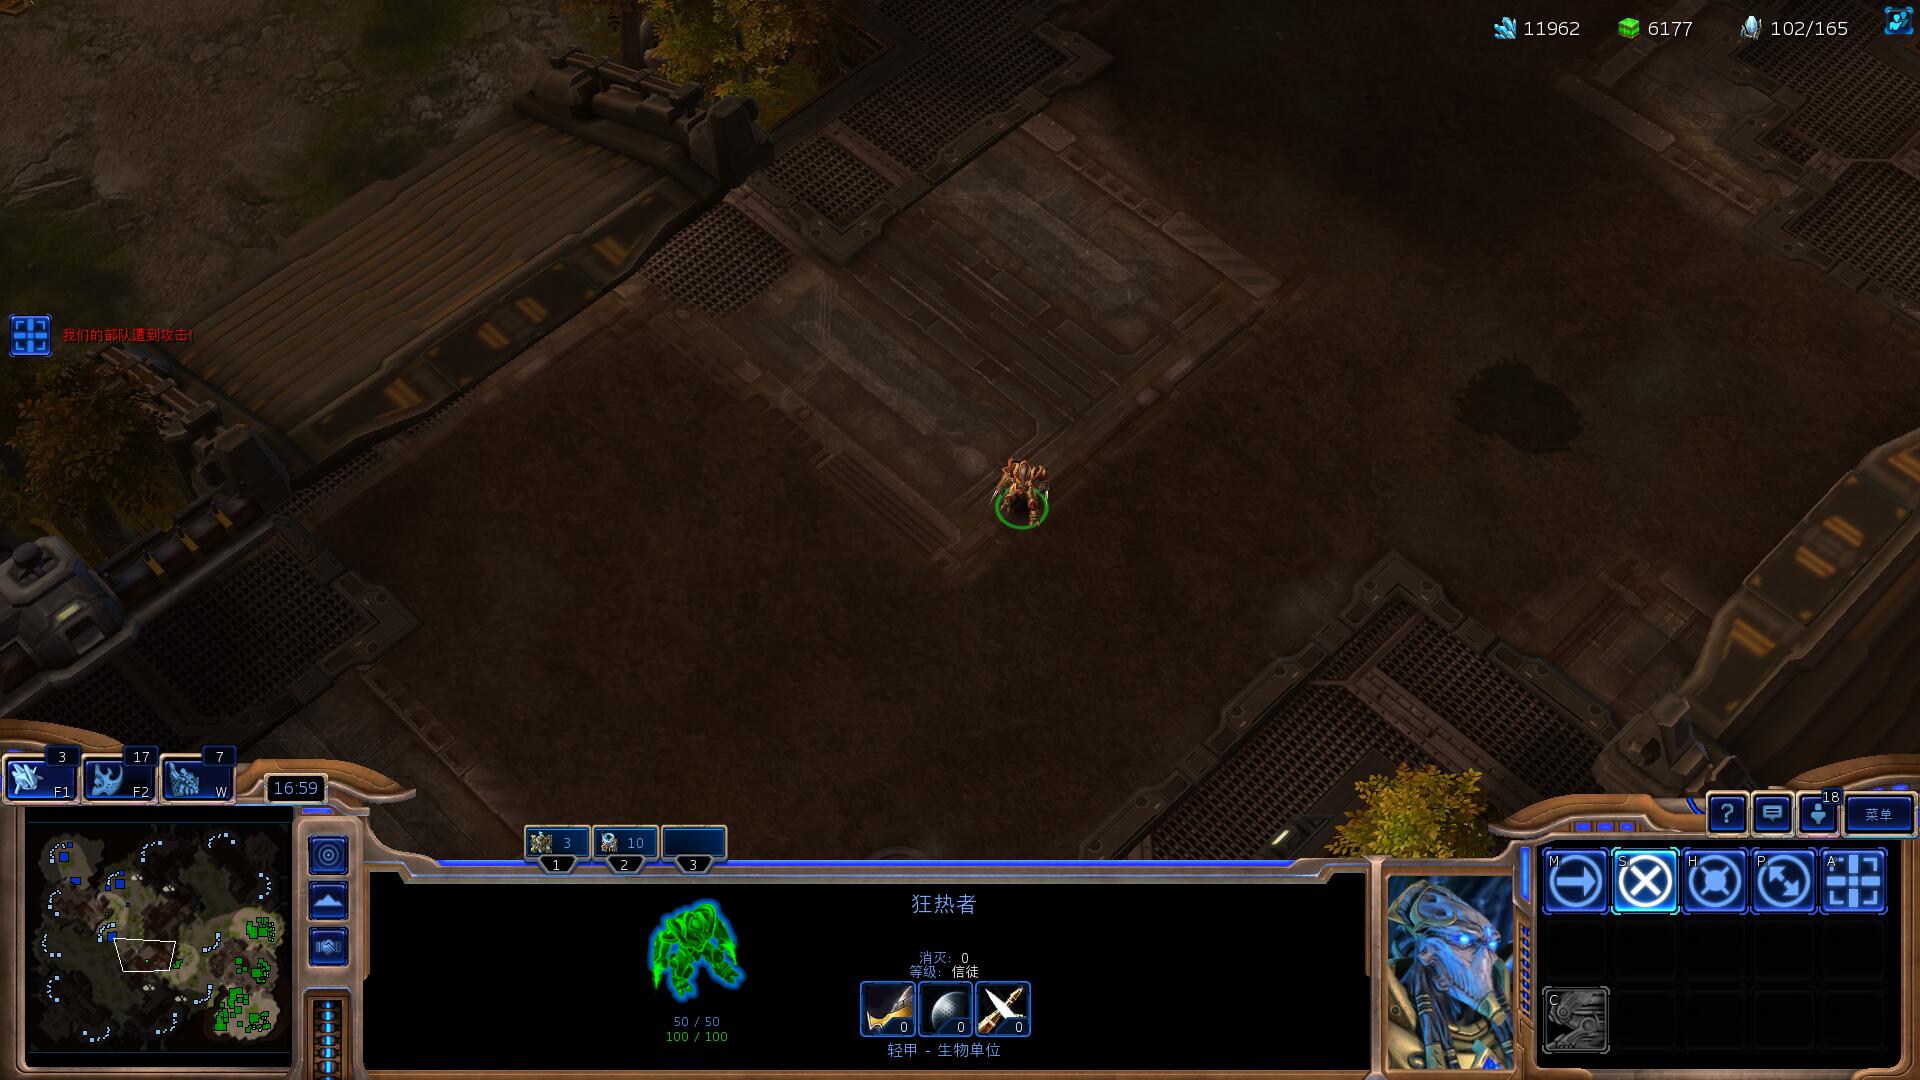 11962 6177 102/165
我们的部队遭到攻击!
3 17 7
F1 F2 W
16:59
18
? 菜单
3 10
1 2 3
狂热者
消灭: 0
等级: 信徒
0 0 0
轻甲 - 生物单位
50 / 50
100 / 100
M S H P A
C